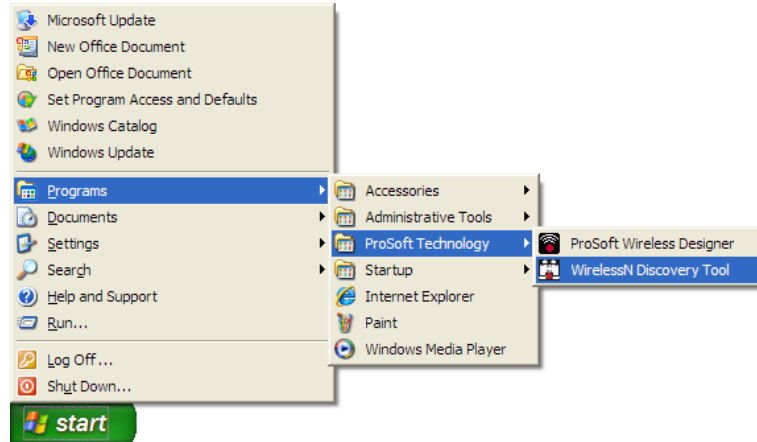 Microsoft Update
New Office Document
Open Office Document
Set Program Access and Defaults
Windows Catalog
Windows Update
Programs
Documents
Settings
Search
Help and Support
Run...
Log Off...
Shut Down...
start
Accessories
Administrative Tools
ProSoft Technology
Startup
Internet Explorer
Paint
Windows Media Player
ProSoft Wireless Designer
WirelessN Discovery Tool